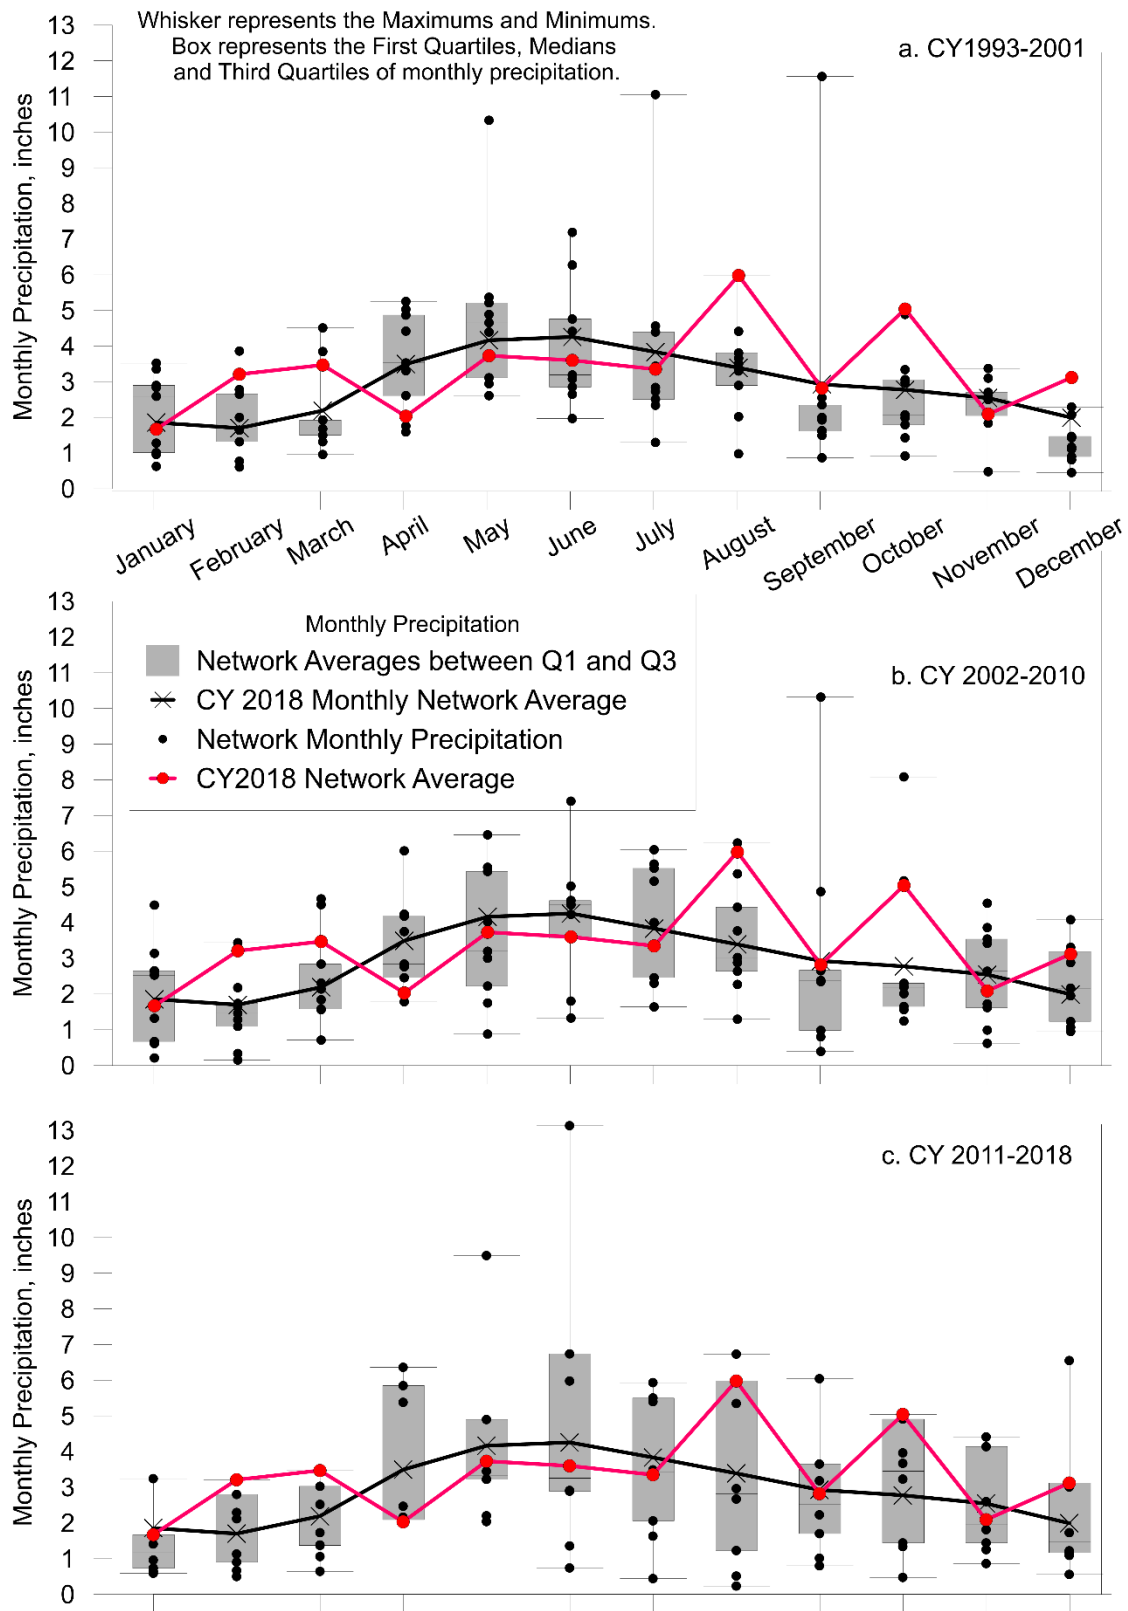 Whisker represents the Maximums and Minimums.
Box represents the First Quartiles, Medians
and Third Quartiles of monthly precipitation.
a. CY1993-2001
Monthly Precipitation, inches
13
12
11
10
9
8
7
6
5
4
3
2
1
0
January
February
March
April
May
June
July
August
September
October
November
December
b. CY 2002-2010
Monthly Precipitation, inches
13
12
11
10
9
8
7
6
5
4
3
2
1
0
Monthly Precipitation
Network Averages between Q1 and Q3
CY 2018 Monthly Network Average
Network Monthly Precipitation
CY2018 Network Average
c. CY 2011-2018
Monthly Precipitation, inches
13
12
11
10
9
8
7
6
5
4
3
2
1
0